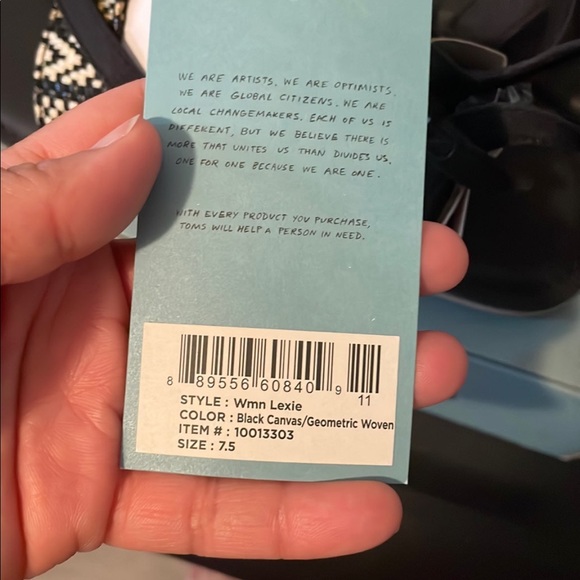 WE ARE ARTISTS. WE ARE OPTIMISTS.
WE ARE GLOBAL CITIZENS. WE ARE
LOCAL CHANGEMAKERS. EACH OF US IS
DIFFERENT, BUT WE BELIEVE THERE IS
MORE THAT UNITES US THAN DIVIDES US.
ONE FOR ONE BECAUSE WE ARE ONE.
WITH EVERY PRODUCT YOU PURCHASE,
TOMS WILL HELP A PERSON IN NEED.
8 89556 60840 9 11
STYLE : Wmn Lexie
COLOR : Black Canvas/Geometric Woven
ITEM # : 10013303
SIZE : 7.5